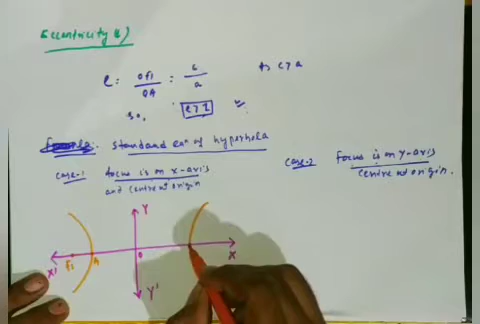 Eccentricity e)
e = OF1/OA = c/a as c > a
so, e > 1
standard eqn of hyperbola
case-1 focus is on x-axis
and centre at origin
case-2 Focus is on y-axis
centre at origin.
Y
X' F1 A O X
Y'